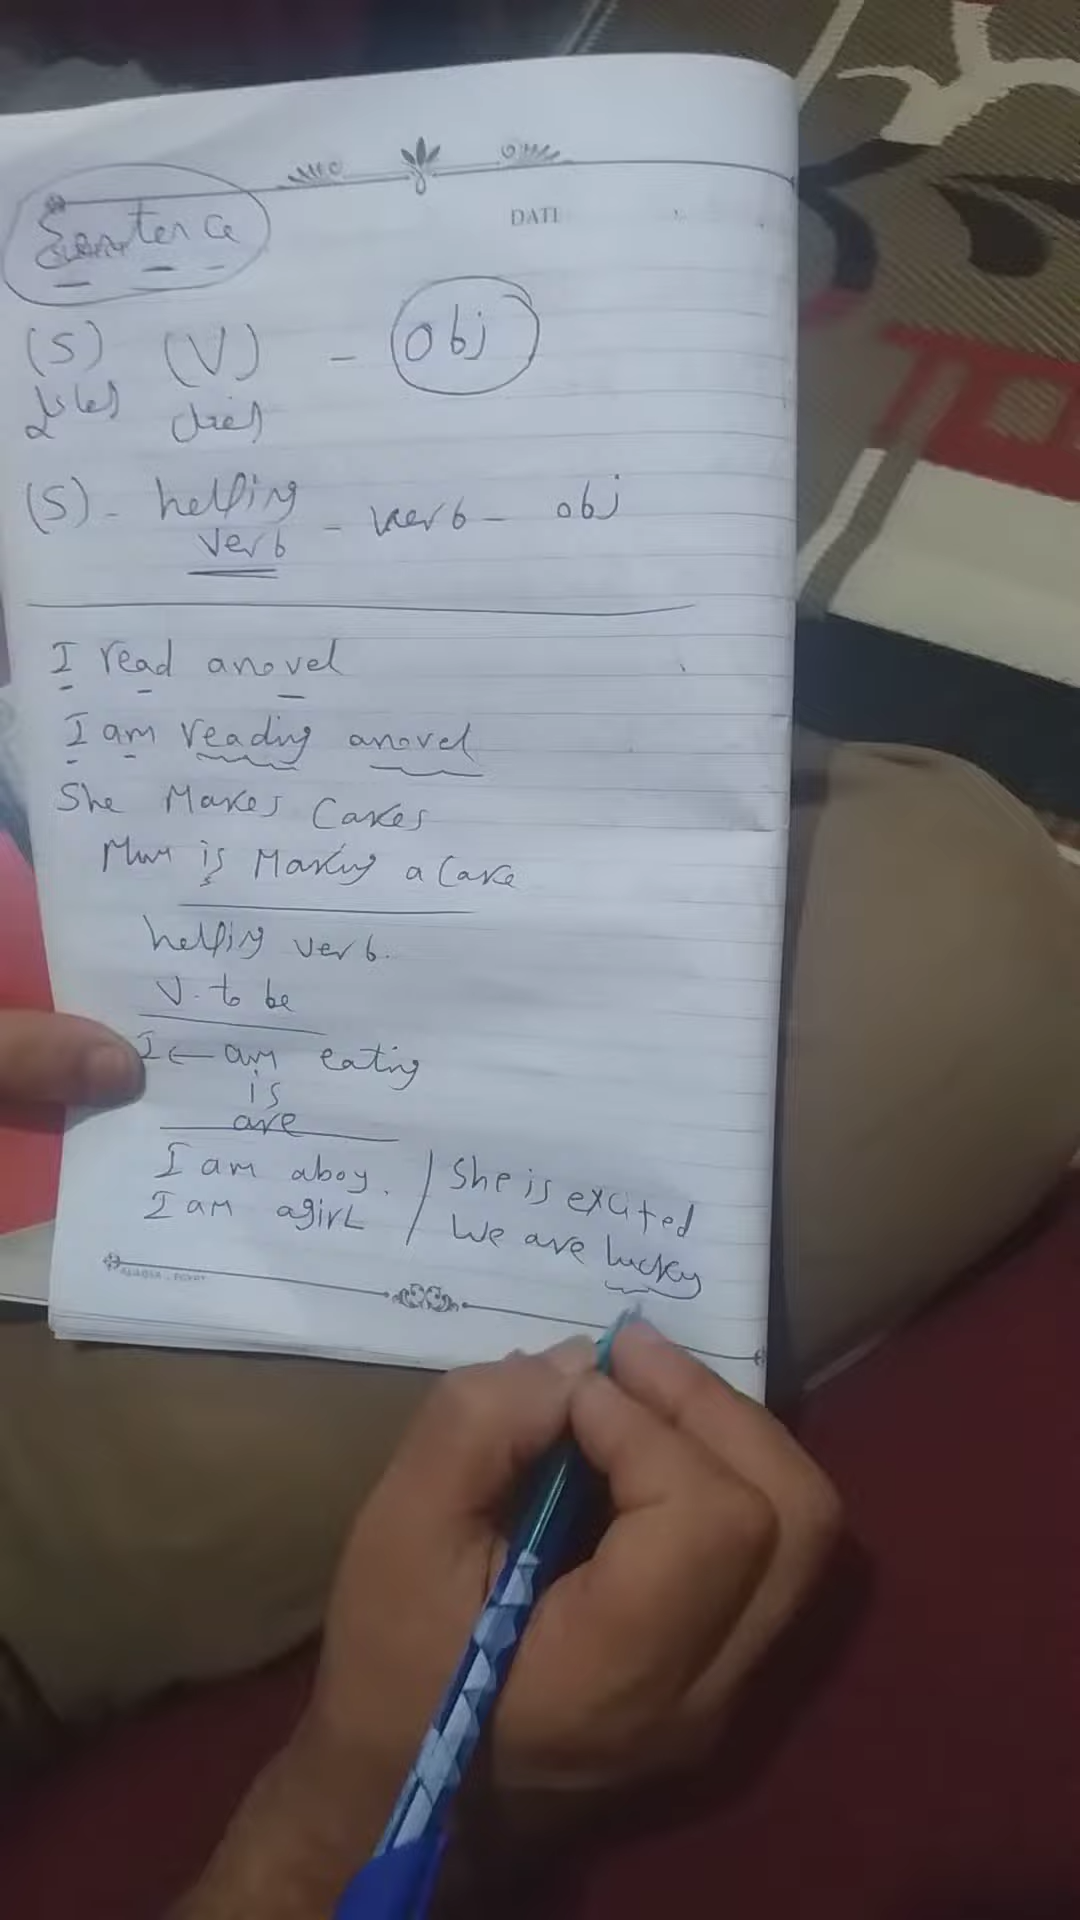 Sentence
DATE
(S) (V) - obj
فاعل فعل
(S) - helping verb - verb - obj
I read a novel
I am reading a novel
She Makes Cakes
Mum is Making a Cake
helping verb.
V. to be
I ← am eating
is
are
I am a boy. / She is excited
I am a girl / We are lucky